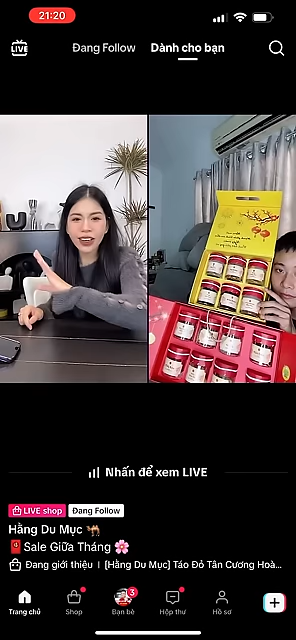 21:20
LIVE
Đang Follow
Dành cho bạn
Nhấn để xem LIVE
LIVE shop
Đang Follow
Hằng Du Mục 🐪
🧧Sale Giữa Tháng 🌸
Đang giới thiệu | [Hằng Du Mục] Táo Đỏ Tân Cương Hoà...
3
Trang chủ
Shop
Bạn bè
Hộp thư
Hồ sơ